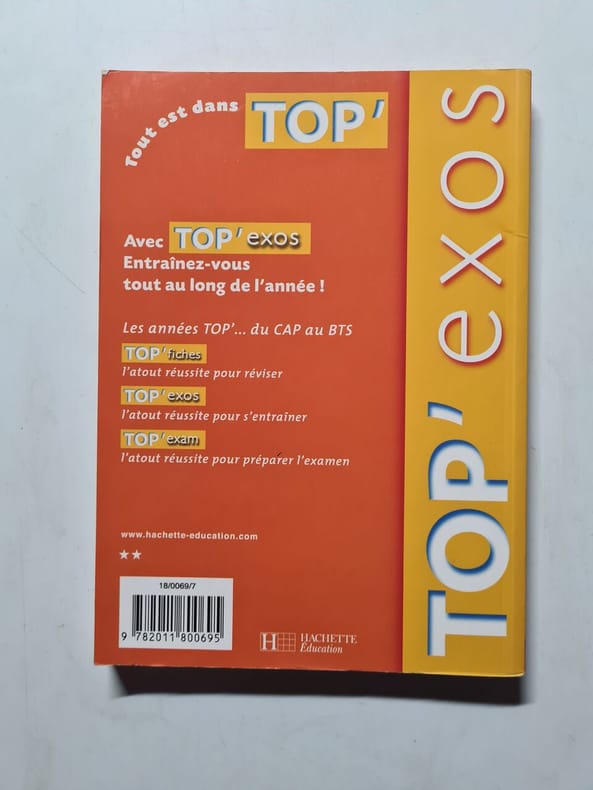 Tout est dans TOP'
Avec TOP'exos
Entraînez-vous
tout au long de l'année !
Les années TOP'... du CAP au BTS
TOP'fiches
l'atout réussite pour réviser
TOP'exos
l'atout réussite pour s'entraîner
TOP'exam
l'atout réussite pour préparer l'examen
www.hachette-education.com
★★
18/0069/7
9 782011 800695
H HACHETTE
Éducation
TOP'exos